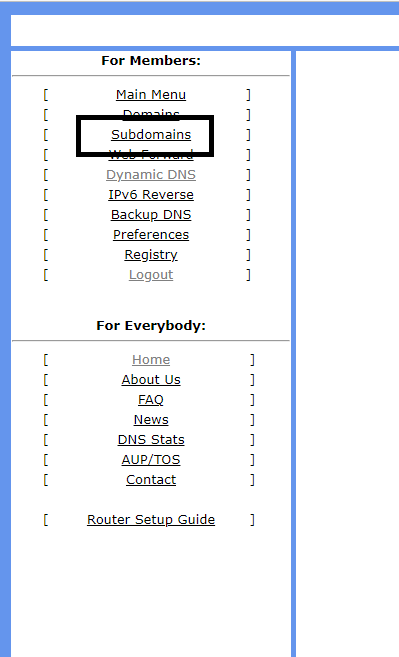 For Members:
[ Main Menu ]
[ Domains ]
[ Subdomains ]
[ Web Forward ]
[ Dynamic DNS ]
[ IPv6 Reverse ]
[ Backup DNS ]
[ Preferences ]
[ Registry ]
[ Logout ]
For Everybody:
[ Home ]
[ About Us ]
[ FAQ ]
[ News ]
[ DNS Stats ]
[ AUP/TOS ]
[ Contact ]
[ Router Setup Guide ]